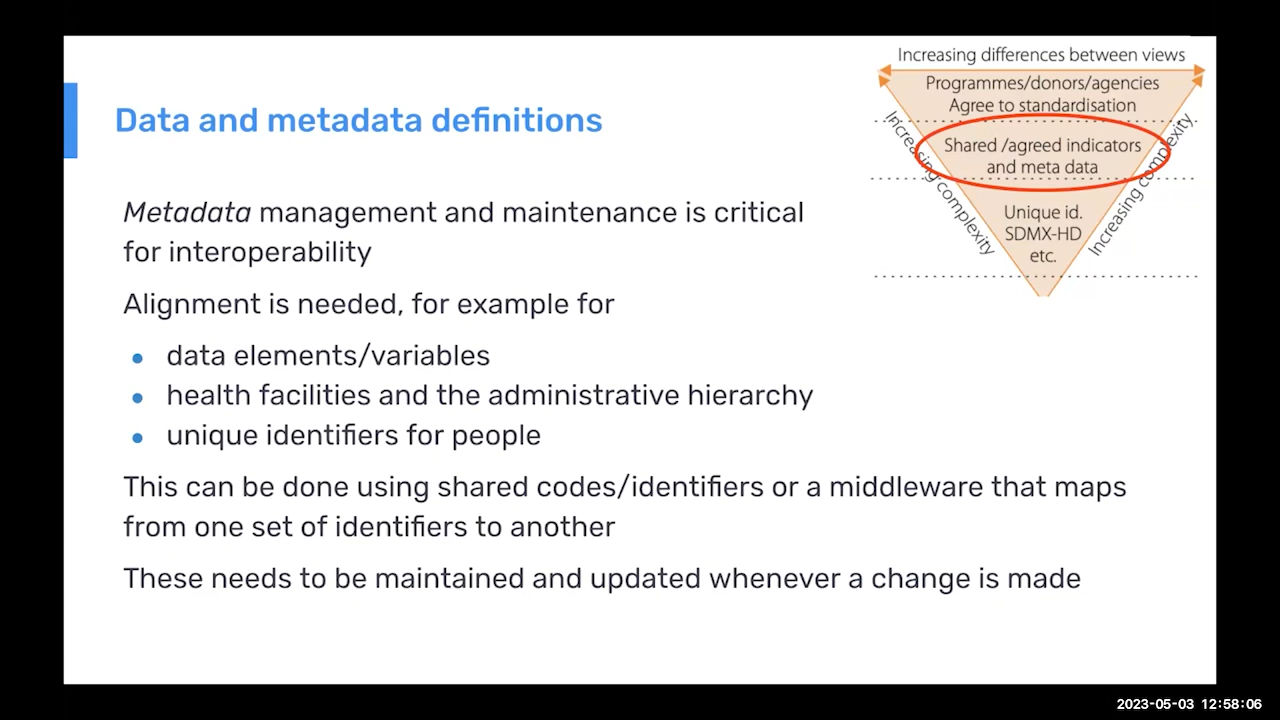 Increasing differences between views
Programmes/donors/agencies
Agree to standardisation
Shared /agreed indicators
and meta data
Unique id.
SDMX-HD
etc.
Increasing complexity
Increasing complexity
Data and metadata definitions
Metadata management and maintenance is critical
for interoperability
Alignment is needed, for example for
• data elements/variables
• health facilities and the administrative hierarchy
• unique identifiers for people
This can be done using shared codes/identifiers or a middleware that maps
from one set of identifiers to another
These needs to be maintained and updated whenever a change is made
2023-05-03 12:58:06